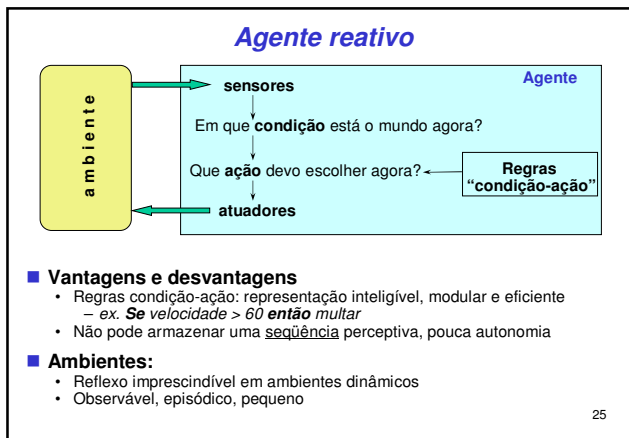 Agente reativo
Agente
ambiente
sensores
Em que condição está o mundo agora?
Que ação devo escolher agora?
Regras
“condição-ação”
atuadores
Vantagens e desvantagens
• Regras condição-ação: representação inteligível, modular e eficiente
– ex. Se velocidade > 60 então multar
• Não pode armazenar uma seqüência perceptiva, pouca autonomia
Ambientes:
• Reflexo imprescindível em ambientes dinâmicos
• Observável, episódico, pequeno
25